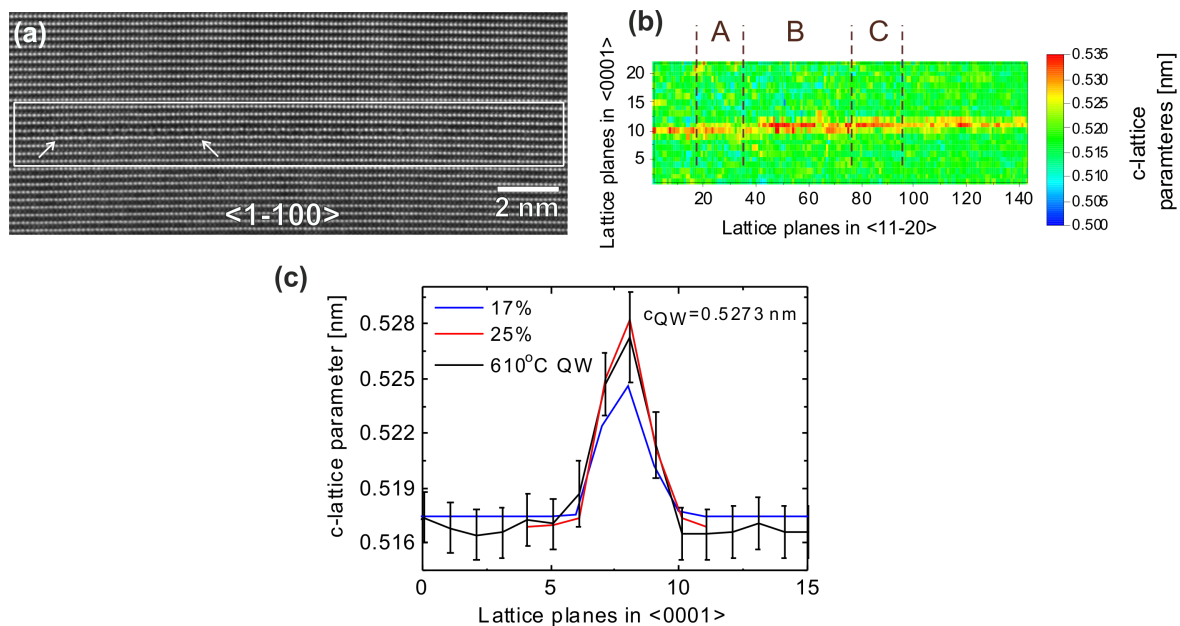 (a)
<1-100>
2 nm
(b)
A B C
Lattice planes in <0001>
20
15
10
5
20 40 60 80 100 120 140
Lattice planes in <11-20>
0.535
0.530
0.525
0.520
0.515
0.510
0.505
0.500
c-lattice
paramteres [nm]
(c)
c-lattice parameter [nm]
0.528
0.525
0.522
0.519
0.516
17%
25%
610°C QW
cQW=0.5273 nm
0 5 10 15
Lattice planes in <0001>